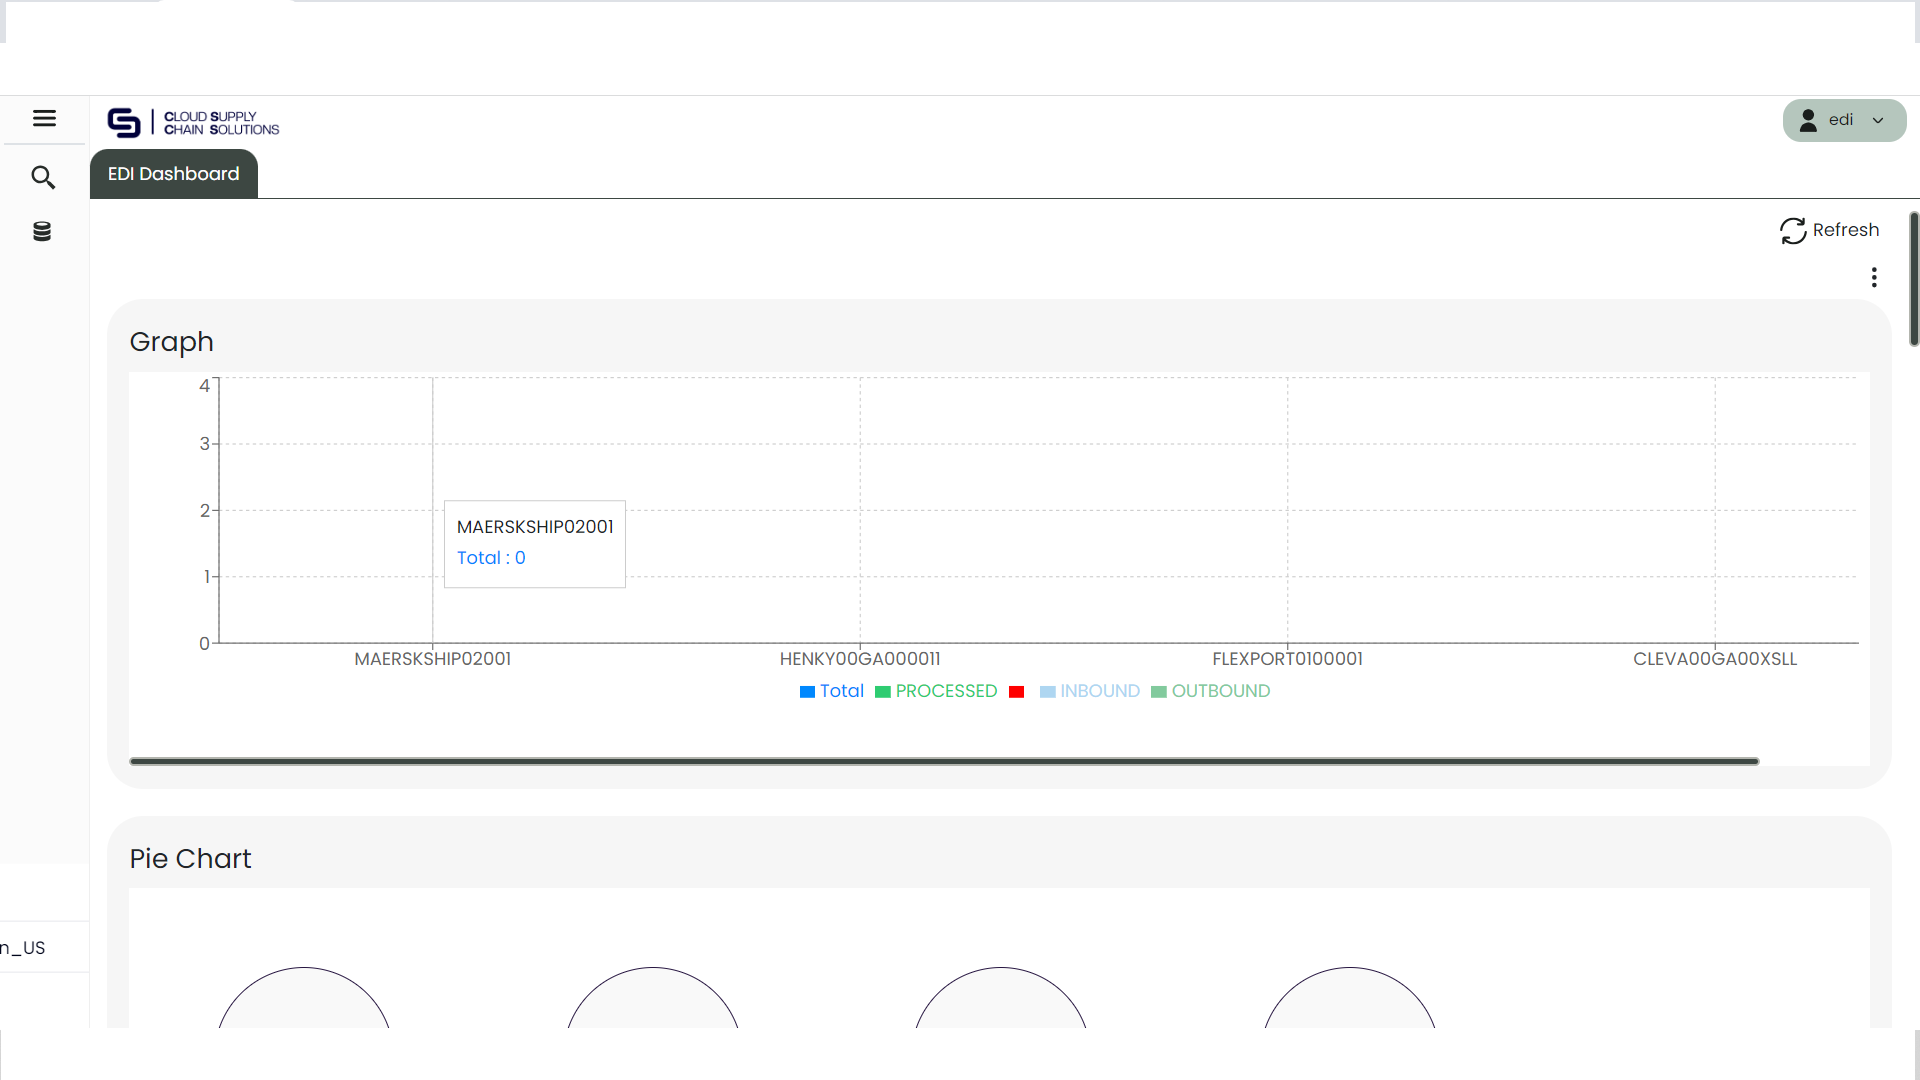 CLOUD SUPPLY
CHAIN SOLUTIONS
edi
EDI Dashboard
Refresh
Graph
4
3
2
1
0
MAERSKSHIP02001
Total : 0
MAERSKSHIP02001 HENKY00GA000011 FLEXPORT0100001 CLEVA00GA00XSLL
Total PROCESSED INBOUND OUTBOUND
Pie Chart
n_US